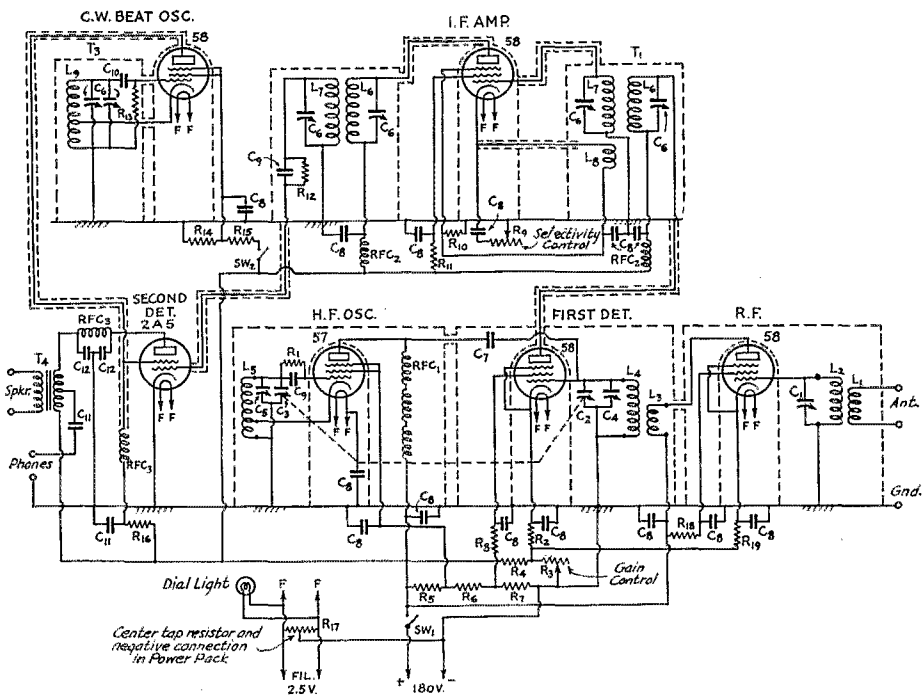 C.W. BEAT OSC.
I.F. AMP.
58
58
T3
T1
L9
C6
C3
C10
R13
L7
L6
C6
C6
L7
L6
C6
C6
L8
F F
F F
C9
R12
C8
C8
R14
R15
SW2
C8
RFC2
C8
R11
R10
R9
Selectivity
Control
C8
RFC2
SECOND
DET.
2A5
H.F. OSC.
57
FIRST DET.
58
R.F.
58
RFC3
T4
C12
C12
Spkr.
C11
Phones
F F
RFC3
C11
R16
L5
R1
C5
C3
C9
F F
C8
RFC1
C7
F F
C2
C4
L4
L3
F F
C1
L2
L1
Ant.
Gnd.
C8
C8
R8
C8
R2
C8
C8
R18
C8
R19
C8
R4
R3
Gain
Control
R5
R6
R7
Dial Light
F
F
R17
Center tap resistor and
negative connection
in Power Pack
SW1
FIL.
2.5 V.
+ 180V. -